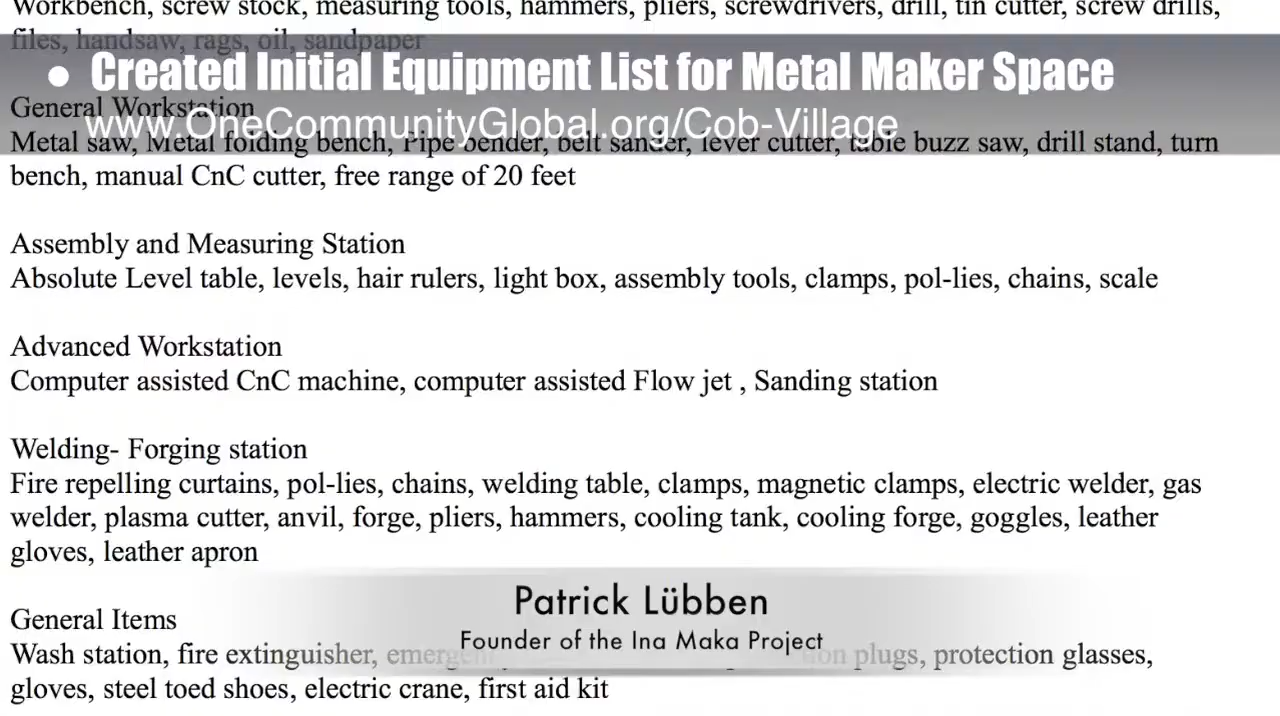 Workbench, screw stock, measuring tools, hammers, pliers, screwdrivers, drill, tin cutter, screw drills,
files, handsaw, rags, oil, sandpaper
• Created Initial Equipment List for Metal Maker Space
General Workstation
www.OneCommunityGlobal.org/Cob-Village
Metal saw, Metal folding bench, Pipe bender, belt sander, lever cutter, table buzz saw, drill stand, turn
bench, manual CnC cutter, free range of 20 feet
Assembly and Measuring Station
Absolute Level table, levels, hair rulers, light box, assembly tools, clamps, pol-lies, chains, scale
Advanced Workstation
Computer assisted CnC machine, computer assisted Flow jet , Sanding station
Welding- Forging station
Fire repelling curtains, pol-lies, chains, welding table, clamps, magnetic clamps, electric welder, gas
welder, plasma cutter, anvil, forge, pliers, hammers, cooling tank, cooling forge, goggles, leather
gloves, leather apron
Patrick Lübben
General Items
Founder of the Ina Maka Project
Wash station, fire extinguisher, plugs, protection glasses,
gloves, steel toed shoes, electric crane, first aid kit